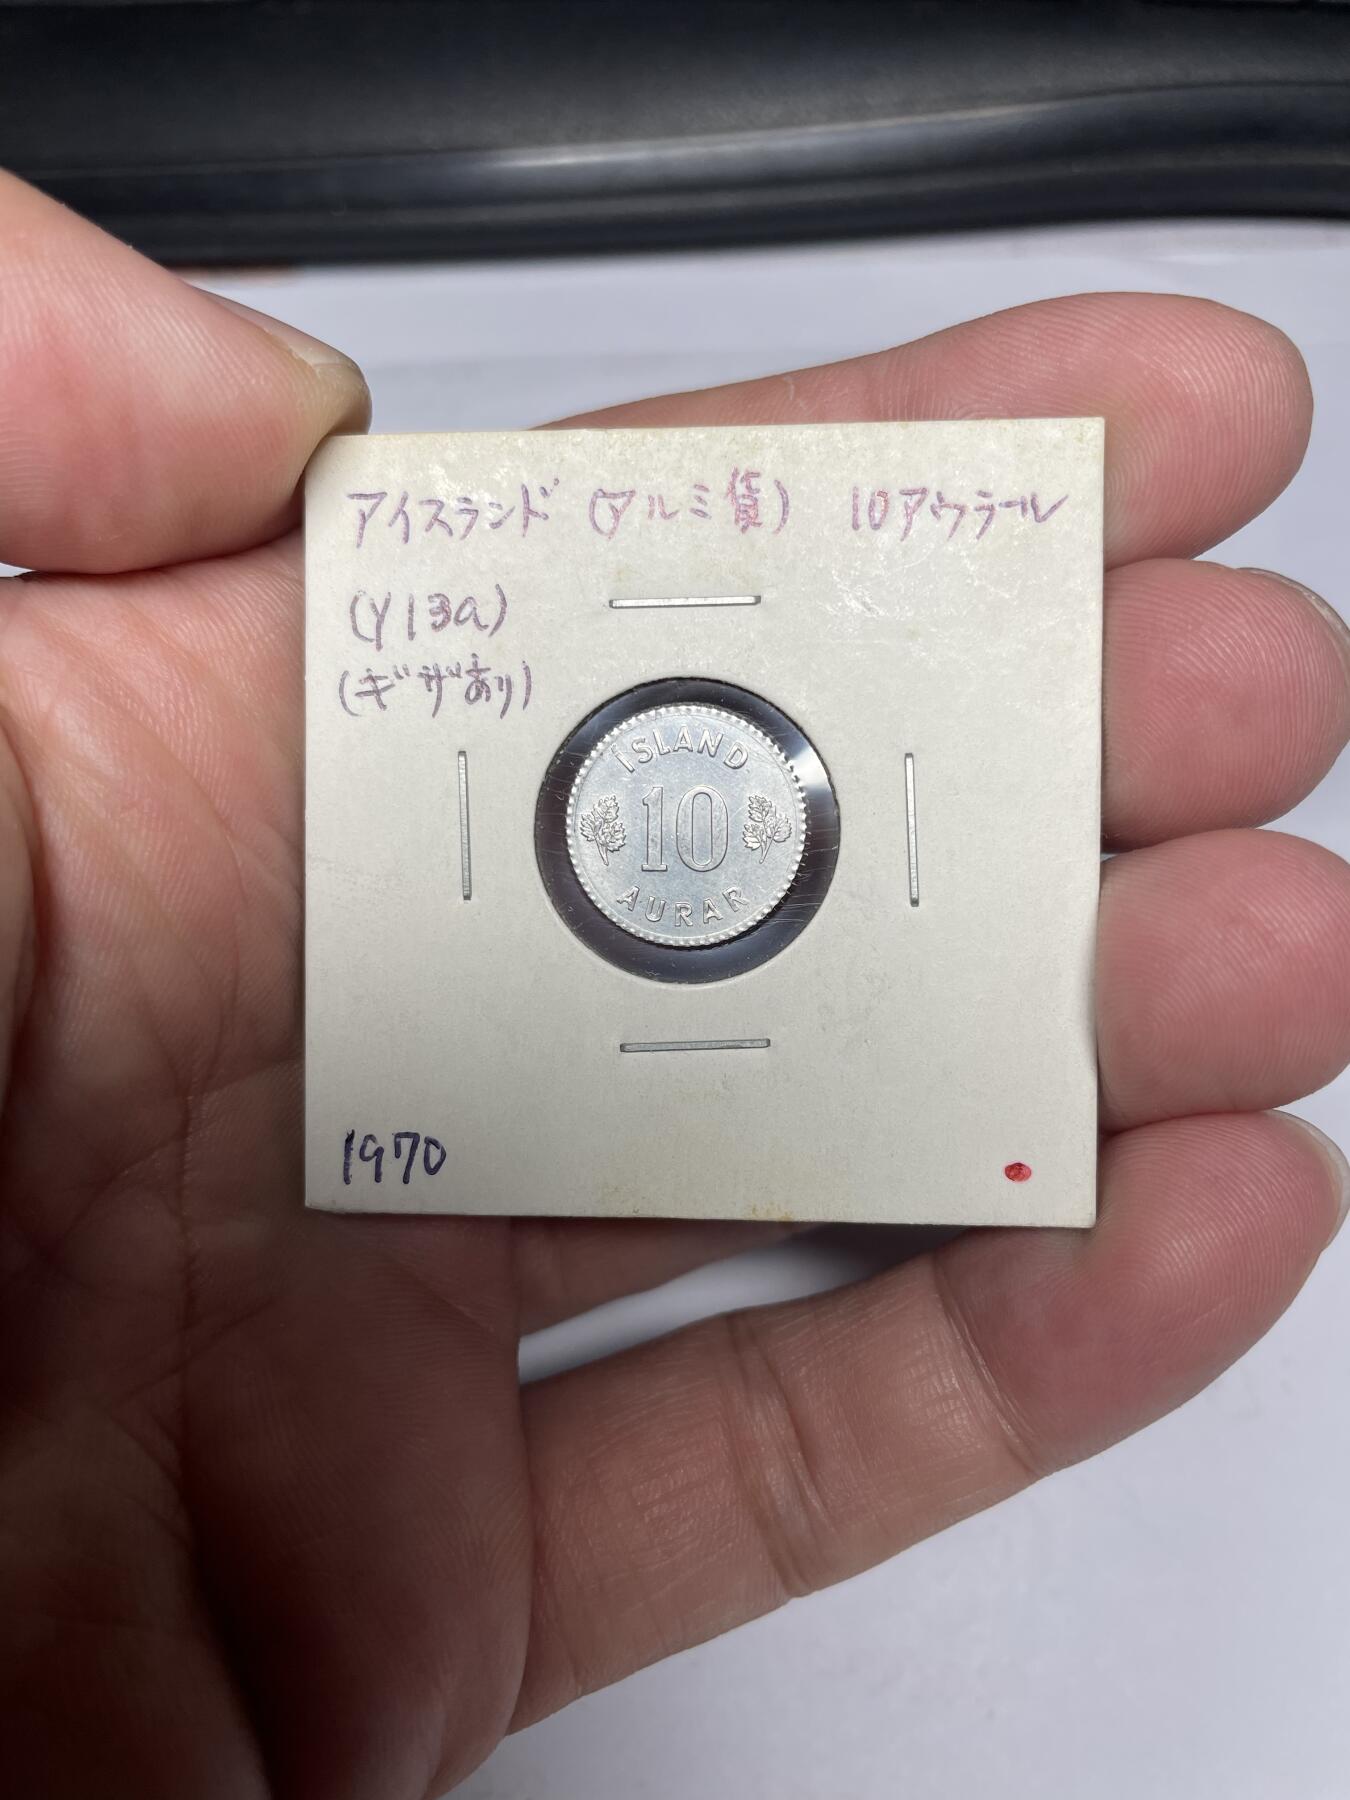 アイスランド (アルミ貨) 10アウラール
(Y13a)
(ギザあり)
ÍSLAND
10
AURAR
1970